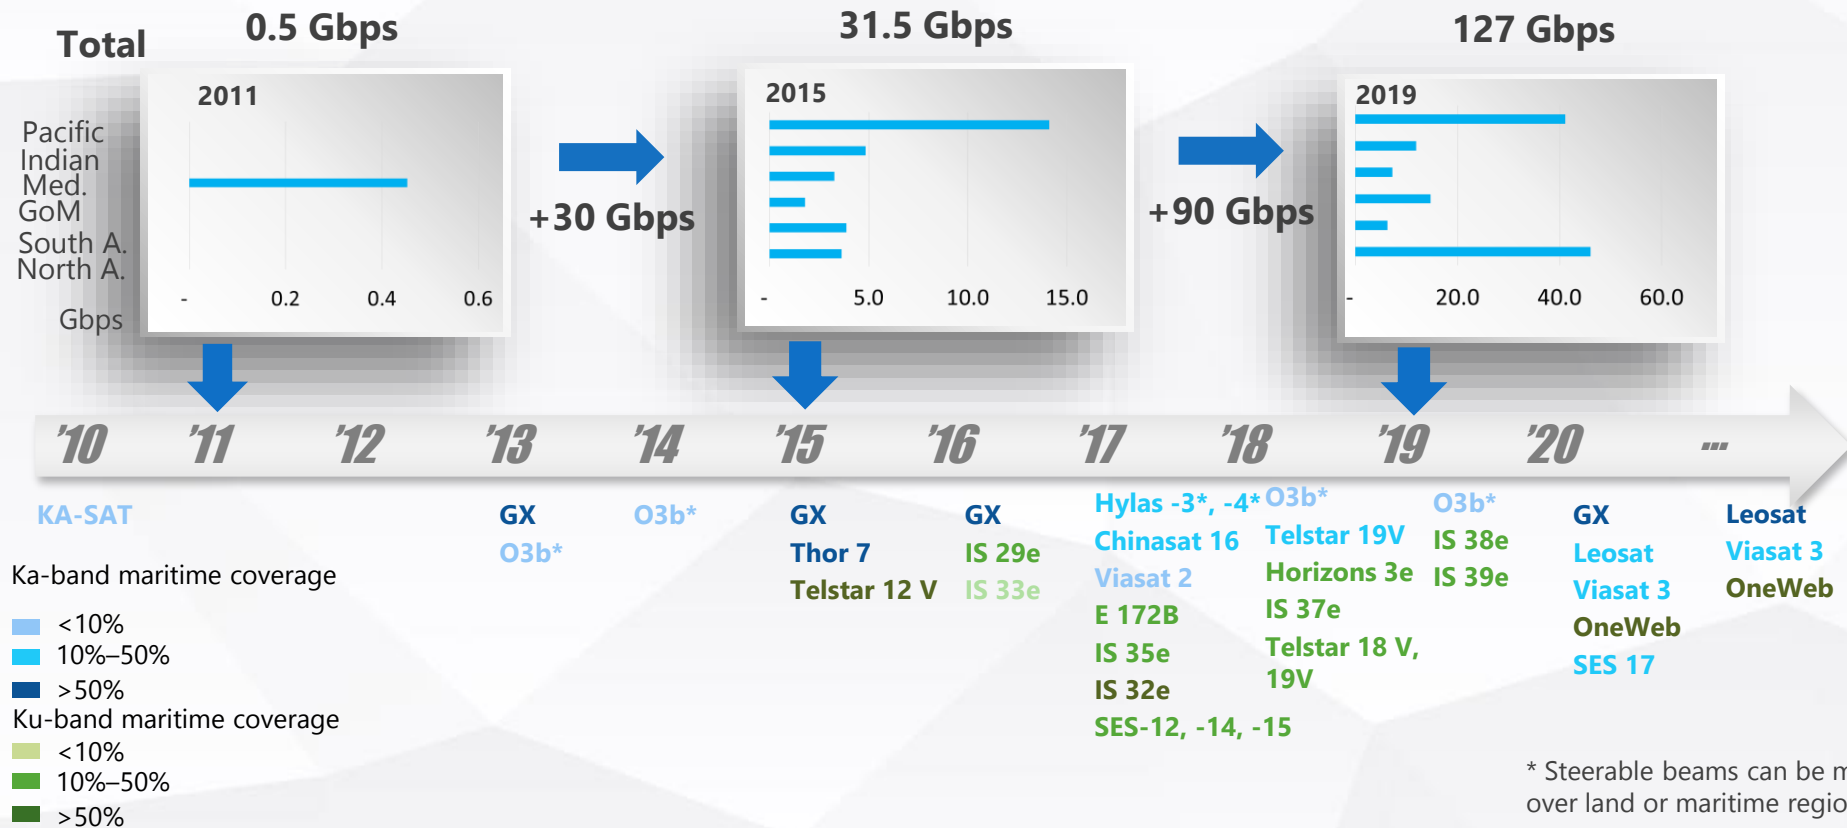 Total
0.5 Gbps
31.5 Gbps
127 Gbps
Pacific
Indian
Med.
GoM
South A.
North A.
Gbps
2011
- 0.2 0.4 0.6
+30 Gbps
2015
- 5.0 10.0 15.0
+90 Gbps
2019
- 20.0 40.0 60.0
'10 '11 '12 '13 '14 '15 '16 '17 '18 '19 '20 ...
KA-SAT
GX
O3b*
O3b*
GX
Thor 7
Telstar 12 V
GX
IS 29e
IS 33e
Hylas -3*, -4*
Chinasat 16
Viasat 2
E 172B
IS 35e
IS 32e
SES-12, -14, -15
O3b*
Telstar 19V
Horizons 3e
IS 37e
Telstar 18 V,
19V
O3b*
IS 38e
IS 39e
GX
Leosat
Viasat 3
OneWeb
SES 17
Leosat
Viasat 3
OneWeb
Ka-band maritime coverage
<10%
10%–50%
>50%
Ku-band maritime coverage
<10%
10%–50%
>50%
* Steerable beams can be
over land or maritime